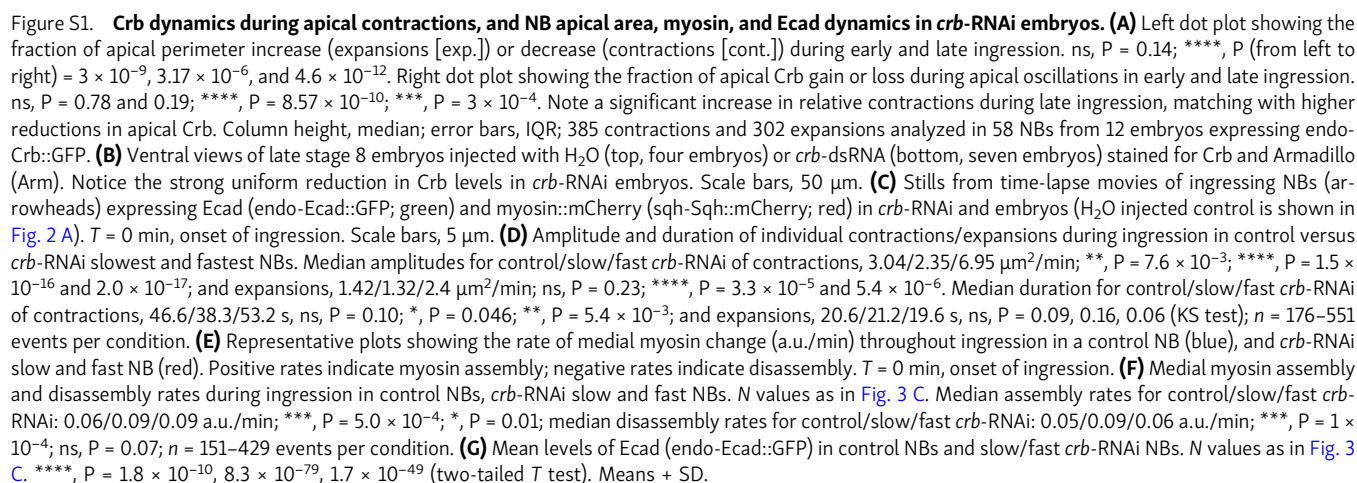 Figure S1. Crb dynamics during apical contractions, and NB apical area, myosin, and Ecad dynamics in crb-RNAi embryos. (A) Left dot plot showing the
fraction of apical perimeter increase (expansions [exp.]) or decrease (contractions [cont.]) during early and late ingression. ns, P = 0.14; ****, P (from left to
right) = 3 × 10⁻⁹, 3.17 × 10⁻⁶, and 4.6 × 10⁻¹². Right dot plot showing the fraction of apical Crb gain or loss during apical oscillations in early and late ingression.
ns, P = 0.78 and 0.19; ****, P = 8.57 × 10⁻¹⁰; ***, P = 3 × 10⁻⁴. Note a significant increase in relative contractions during late ingression, matching with higher
reductions in apical Crb. Column height, median; error bars, IQR; 385 contractions and 302 expansions analyzed in 58 NBs from 12 embryos expressing endo-
Crb::GFP. (B) Ventral views of late stage 8 embryos injected with H₂O (top, four embryos) or crb-dsRNA (bottom, seven embryos) stained for Crb and Armadillo
(Arm). Notice the strong uniform reduction in Crb levels in crb-RNAi embryos. Scale bars, 50 µm. (C) Stills from time-lapse movies of ingressing NBs (ar-
rowheads) expressing Ecad (endo-Ecad::GFP; green) and myosin::mCherry (sqh-Sqh::mCherry; red) in crb-RNAi and embryos (H₂O injected control is shown in
Fig. 2 A). T = 0 min, onset of ingression. Scale bars, 5 µm. (D) Amplitude and duration of individual contractions/expansions during ingression in control versus
crb-RNAi slowest and fastest NBs. Median amplitudes for control/slow/fast crb-RNAi of contractions, 3.04/2.35/6.95 µm²/min; **, P = 7.6 × 10⁻³; ****, P = 1.5 ×
10⁻¹⁶ and 2.0 × 10⁻¹⁷; and expansions, 1.42/1.32/2.4 µm²/min; ns, P = 0.23; ****, P = 3.3 × 10⁻⁵ and 5.4 × 10⁻⁶. Median duration for control/slow/fast crb-RNAi
of contractions, 46.6/38.3/53.2 s, ns, P = 0.10; *, P = 0.046; **, P = 5.4 × 10⁻³; and expansions, 20.6/21.2/19.6 s, ns, P = 0.09, 0.16, 0.06 (KS test); n = 176–551
events per condition. (E) Representative plots showing the rate of medial myosin change (a.u./min) throughout ingression in a control NB (blue), and crb-RNAi
slow and fast NB (red). Positive rates indicate myosin assembly; negative rates indicate disassembly. T = 0 min, onset of ingression. (F) Medial myosin assembly
and disassembly rates during ingression in control NBs, crb-RNAi slow and fast NBs. N values as in Fig. 3 C. Median assembly rates for control/slow/fast crb-
RNAi: 0.06/0.09/0.09 a.u./min; ***, P = 5.0 × 10⁻⁴; *, P = 0.01; median disassembly rates for control/slow/fast crb-RNAi: 0.05/0.09/0.06 a.u./min; ***, P = 1 ×
10⁻⁴; ns, P = 0.07; n = 151–429 events per condition. (G) Mean levels of Ecad (endo-Ecad::GFP) in control NBs and slow/fast crb-RNAi NBs. N values as in Fig. 3
C. ****, P = 1.8 × 10⁻¹⁰, 8.3 × 10⁻⁷⁹, 1.7 × 10⁻⁴⁹ (two-tailed T test). Means + SD.